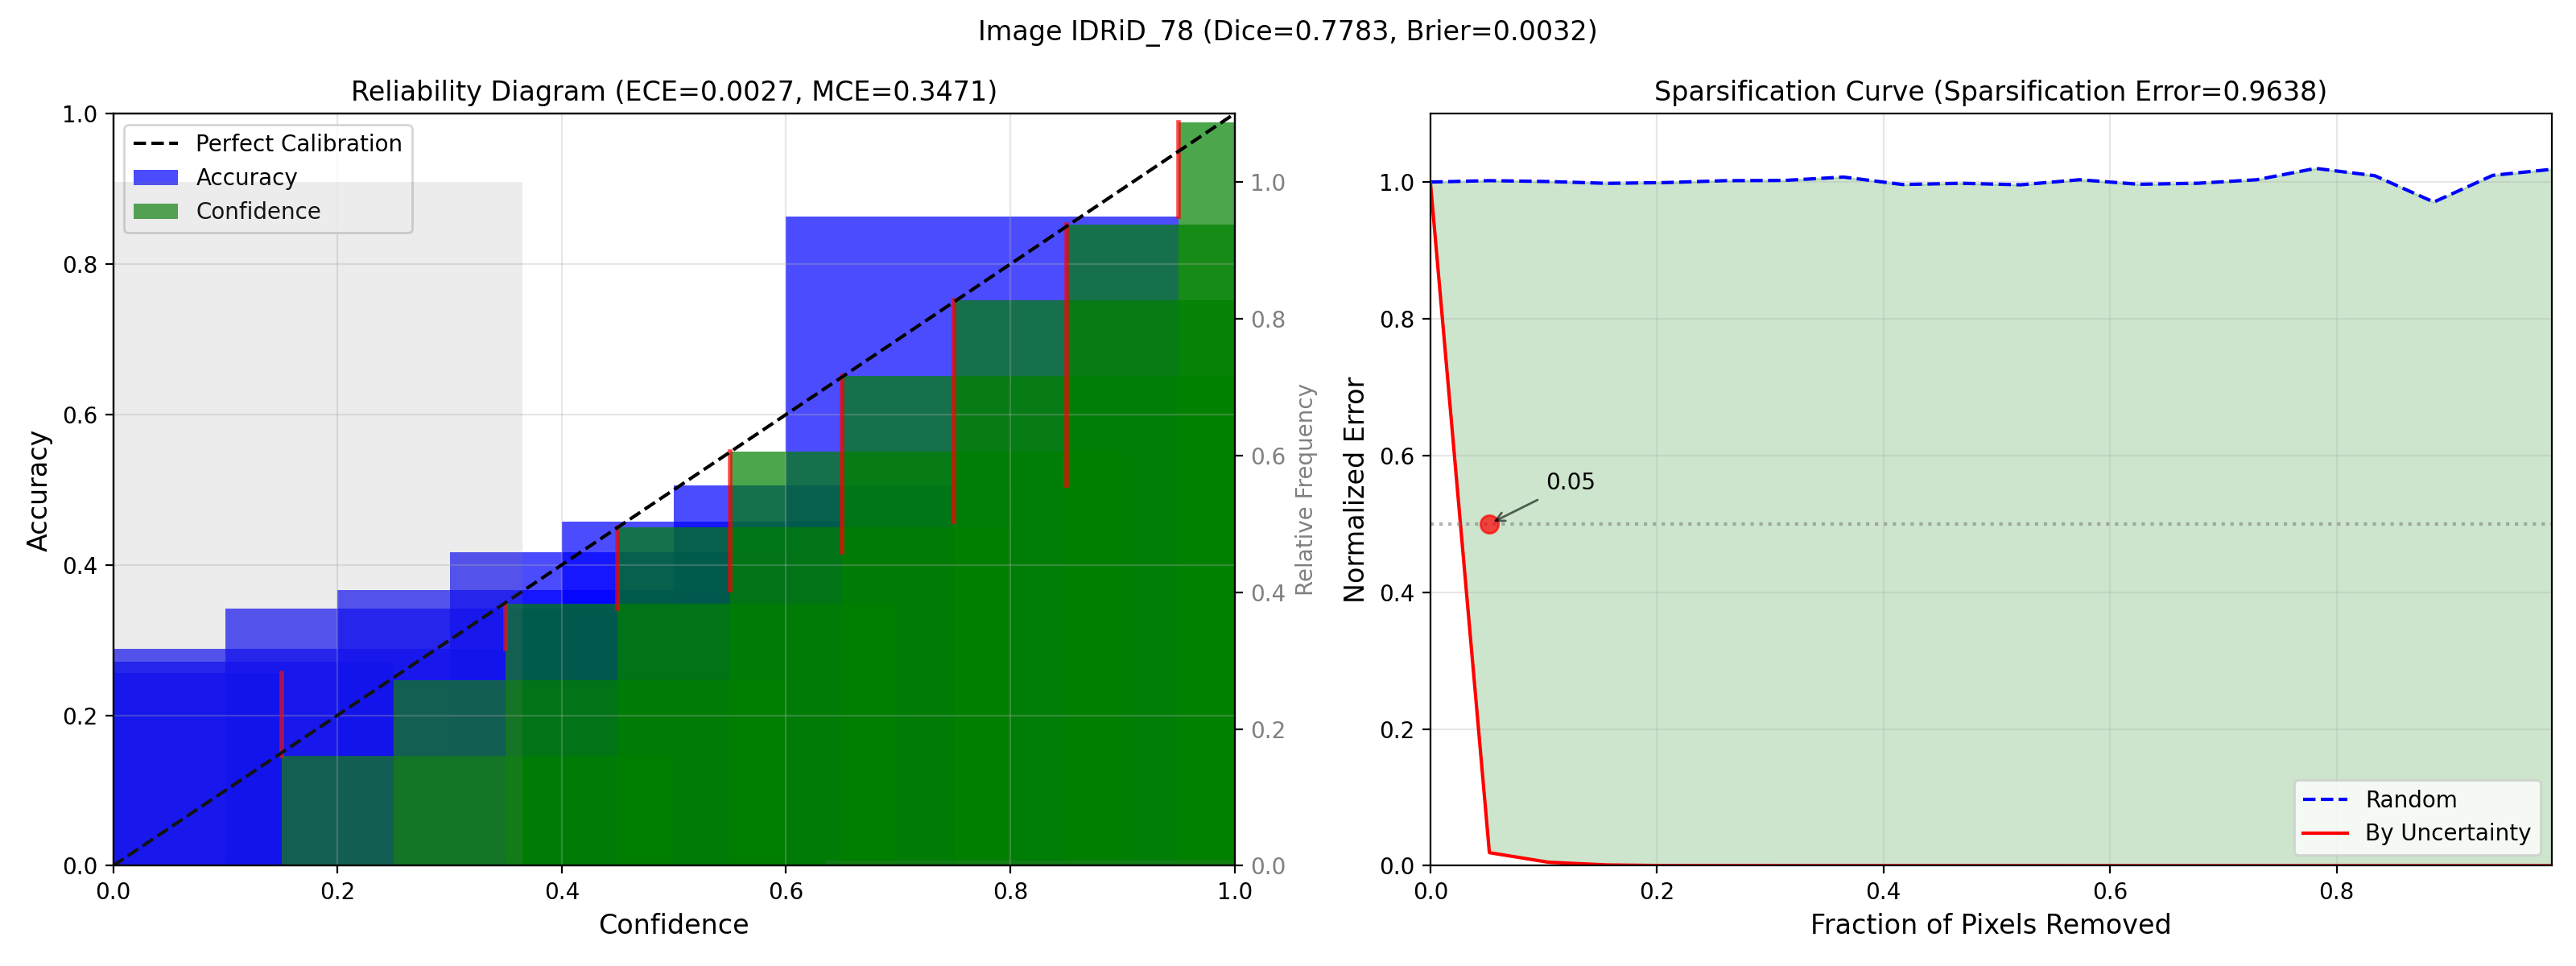 Image IDRiD_78 (Dice=0.7783, Brier=0.0032)
Reliability Diagram (ECE=0.0027, MCE=0.3471)
1.0
0.8
0.6
0.4
0.2
0.0
Accuracy
Perfect Calibration
Accuracy
Confidence
0.0 0.2 0.4 0.6 0.8 1.0
Confidence
1.0
0.8
0.6
0.4
0.2
0.0
Relative Frequency
Sparsification Curve (Sparsification Error=0.9638)
1.0
0.8
0.6
0.4
0.2
0.0
Normalized Error
0.05
Random
By Uncertainty
0.0 0.2 0.4 0.6 0.8
Fraction of Pixels Removed